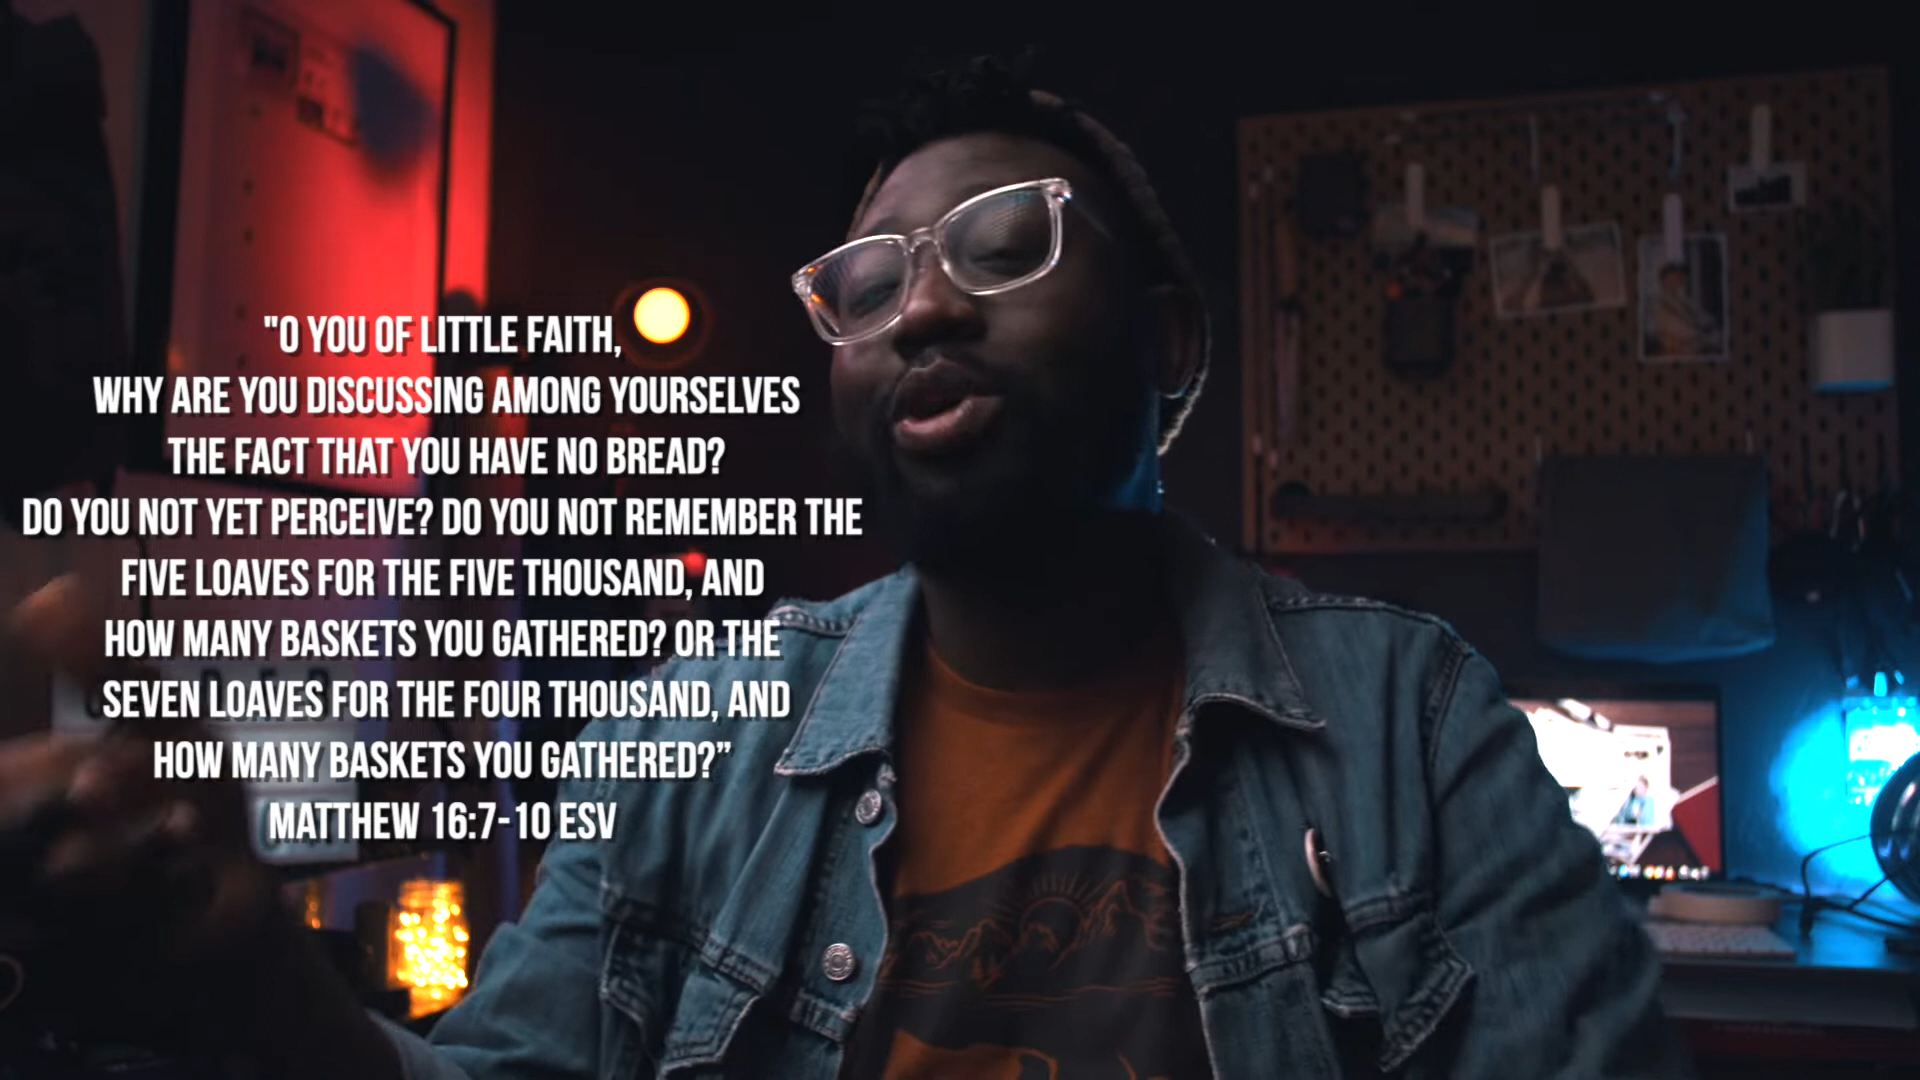 "O YOU OF LITTLE FAITH,
WHY ARE YOU DISCUSSING AMONG YOURSELVES
THE FACT THAT YOU HAVE NO BREAD?
DO YOU NOT YET PERCEIVE? DO YOU NOT REMEMBER THE
FIVE LOAVES FOR THE FIVE THOUSAND, AND
HOW MANY BASKETS YOU GATHERED? OR THE
SEVEN LOAVES FOR THE FOUR THOUSAND, AND
HOW MANY BASKETS YOU GATHERED?”
MATTHEW 16:7-10 ESV